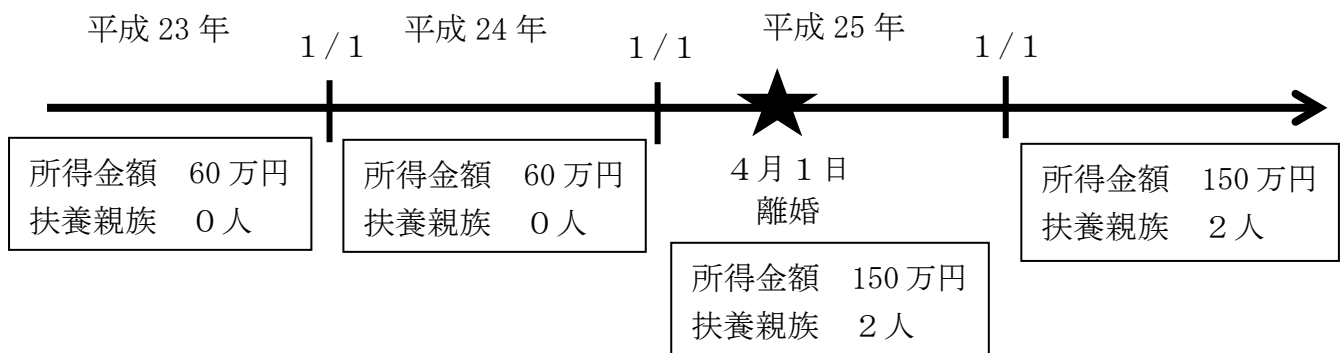 平成 23 年
1/1
平成 24 年
1/1
平成 25 年
1/1
所得金額　60 万円
扶養親族　０人
所得金額　60 万円
扶養親族　０人
４月１日
離婚
所得金額　150 万円
扶養親族　２人
所得金額　150 万円
扶養親族　２人